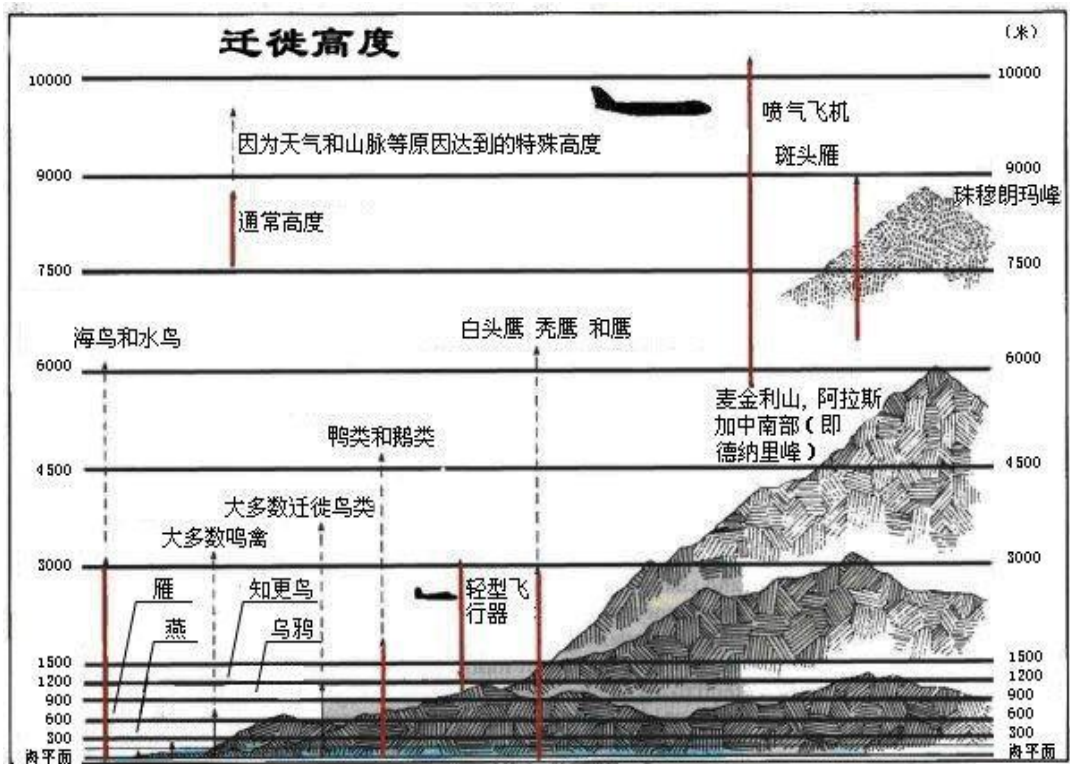 迁徙高度
(米)
10000
10000
喷气飞机
因为天气和山脉等原因达到的特殊高度
斑头雁
9000
9000
珠穆朗玛峰
通常高度
7500
7500
海鸟和水鸟
白头鹰 秃鹰 和鹰
6000
6000
麦金利山, 阿拉斯
加中南部(即
德纳里峰)
鸭类和鹅类
4500
4500
大多数迁徙鸟类
大多数鸣禽
3000
3000
雁
知更鸟
轻型飞
行器
燕
乌鸦
1500
1500
1200
1200
900
900
600
600
300
300
海平面
海平面